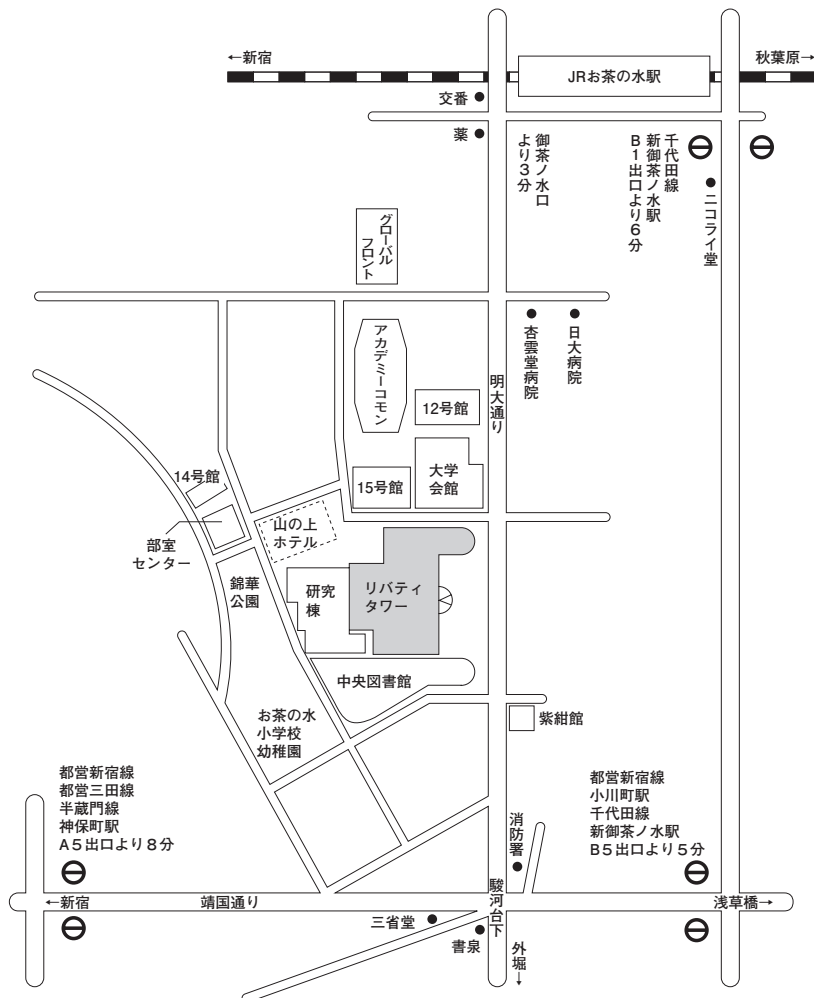 ←新宿
秋葉原→
JRお茶の水駅
交番
薬
御茶ノ水口
より3分
千代田線
新御茶ノ水駅
B1出口より6分
ニコライ堂
グローバル
フロント
アカデミーコモン
杏雲堂病院
日大病院
明大通り
12号館
大学
会館
15号館
14号館
部室
センター
山の上
ホテル
錦華
公園
研究
棟
リバティ
タワー
中央図書館
紫紺館
お茶の水
小学校
幼稚園
都営新宿線
都営三田線
半蔵門線
神保町駅
A5出口より8分
都営新宿線
小川町駅
千代田線
新御茶ノ水駅
B5出口より5分
消防署
←新宿
靖国通り
駿河台下
浅草橋→
三省堂
書泉
外堀→